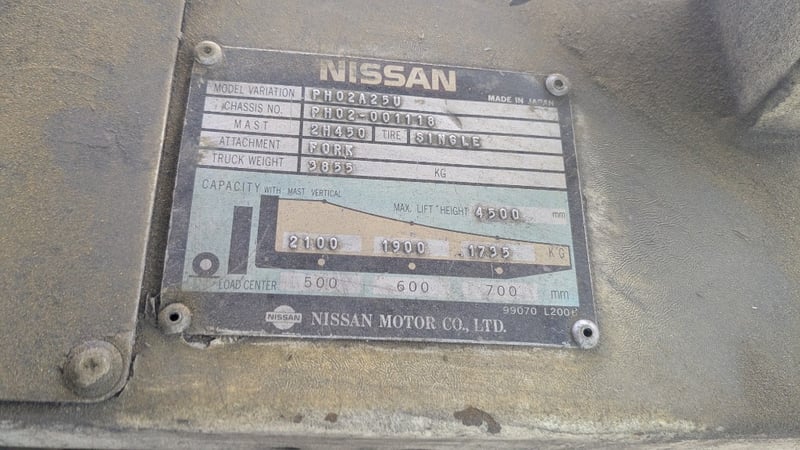 NISSAN
MODEL VARIATION PH02A25U MADE IN JAPAN
CHASSIS NO. PH02-001118
MAST 2H450 TIRE SINGLE
ATTACHMENT FORK
TRUCK WEIGHT 3855 KG
CAPACITY WITH MAST VERTICAL
MAX. LIFT HEIGHT 4500 mm
2100 1900 1735 KG
LOAD CENTER 500 600 700 mm
99070
NISSAN NISSAN MOTOR CO., LTD.